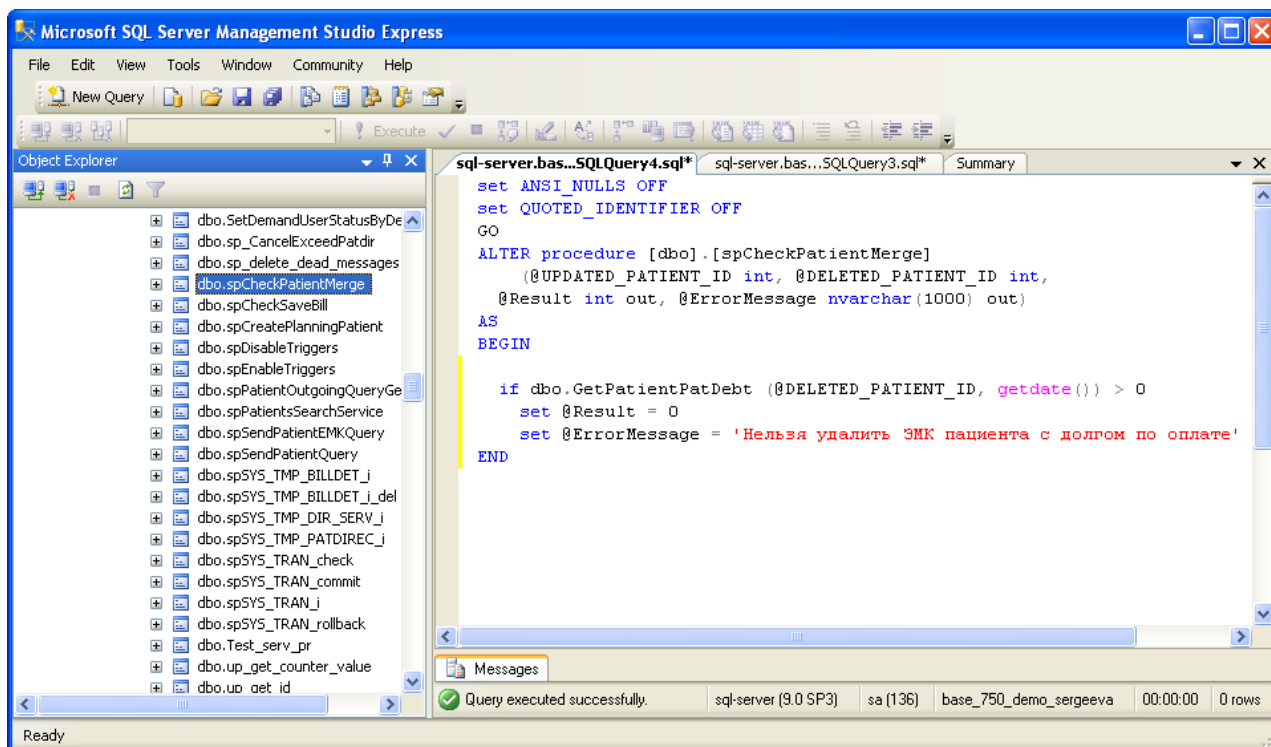 Microsoft SQL Server Management Studio Express
File Edit View Tools Window Community Help
New Query
Execute
Object Explorer
sql-server.bas...SQLQuery4.sql* sql-server.bas...SQLQuery3.sql* Summary
dbo.SetDemandUserStatusByDe
dbo.sp_CancelExceedPatdir
dbo.sp_delete_dead_messages
dbo.spCheckPatientMerge
dbo.spCheckSaveBill
dbo.spCreatePlanningPatient
dbo.spDisableTriggers
dbo.spEnableTriggers
dbo.spPatientOutgoingQueryGe
dbo.spPatientsSearchService
dbo.spSendPatientEMKQuery
dbo.spSendPatientQuery
dbo.spSYS_TMP_BILLDET_i
dbo.spSYS_TMP_BILLDET_i_del
dbo.spSYS_TMP_DIR_SERV_i
dbo.spSYS_TMP_PATDIREC_i
dbo.spSYS_TRAN_check
dbo.spSYS_TRAN_commit
dbo.spSYS_TRAN_i
dbo.spSYS_TRAN_rollback
dbo.Test_serv_pr
dbo.up_get_counter_value
dbo.up_get_id
set ANSI_NULLS OFF
set QUOTED_IDENTIFIER OFF
GO
ALTER procedure [dbo].[spCheckPatientMerge]
(@UPDATED_PATIENT_ID int, @DELETED_PATIENT_ID int,
@Result int out, @ErrorMessage nvarchar(1000) out)
AS
BEGIN
if dbo.GetPatientPatDebt (@DELETED_PATIENT_ID, getdate()) > 0
set @Result = 0
set @ErrorMessage = 'Нельзя удалить ЭМК пациента с долгом по оплате'
END
Messages
Query executed successfully. sql-server (9.0 SP3) sa (136) base_750_demo_sergeeva 00:00:00 0 rows
Ready